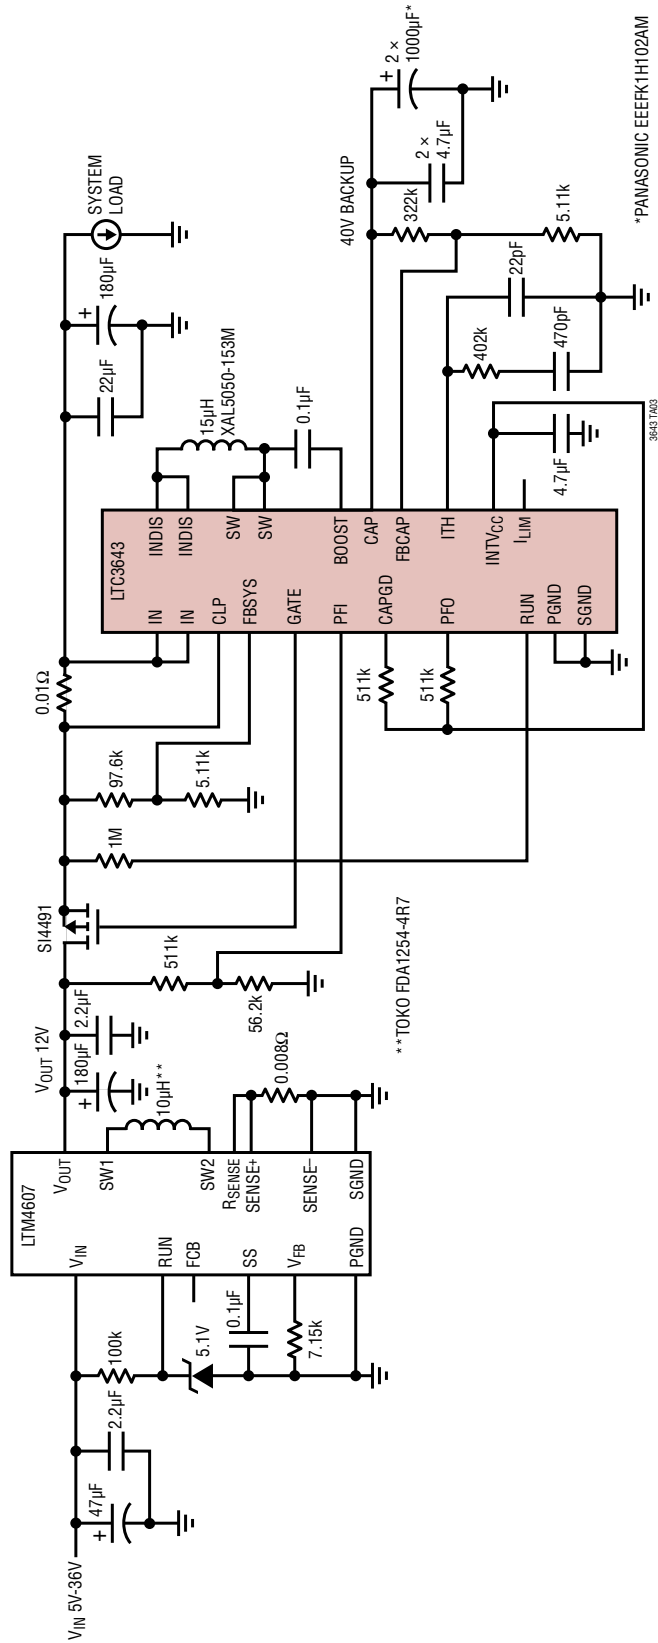 VIN 5V-36V
47µF
+
2.2µF
100k
5.1V
0.1µF
7.15k
LTM4607
VIN
RUN
FCB
SS
VFB
PGND
VOUT
SW1
SW2
RSENSE
SENSE+
SENSE–
SGND
VOUT 12V
+
180µF
2.2µF
10µH**
0.008Ω
SI4491
511k
56.2k
**TOKO FDA1254-4R7
1M
97.6k
5.11k
0.01Ω
511k
511k
LTC3643
IN
IN
CLP
FBSYS
GATE
PFI
CAPGD
PFO
RUN
PGND
SGND
INDIS
INDIS
SW
SW
BOOST
CAP
FBCAP
ITH
INTVCC
ILIM
22µF
+
180µF
SYSTEM
LOAD
15µH
XAL5050-153M
0.1µF
40V BACKUP
322k
5.11k
2 ×
4.7µF
+
2 ×
1000µF*
402k
470pF
22pF
4.7µF
3643 TA03
*PANASONIC EEEFK1H102AM